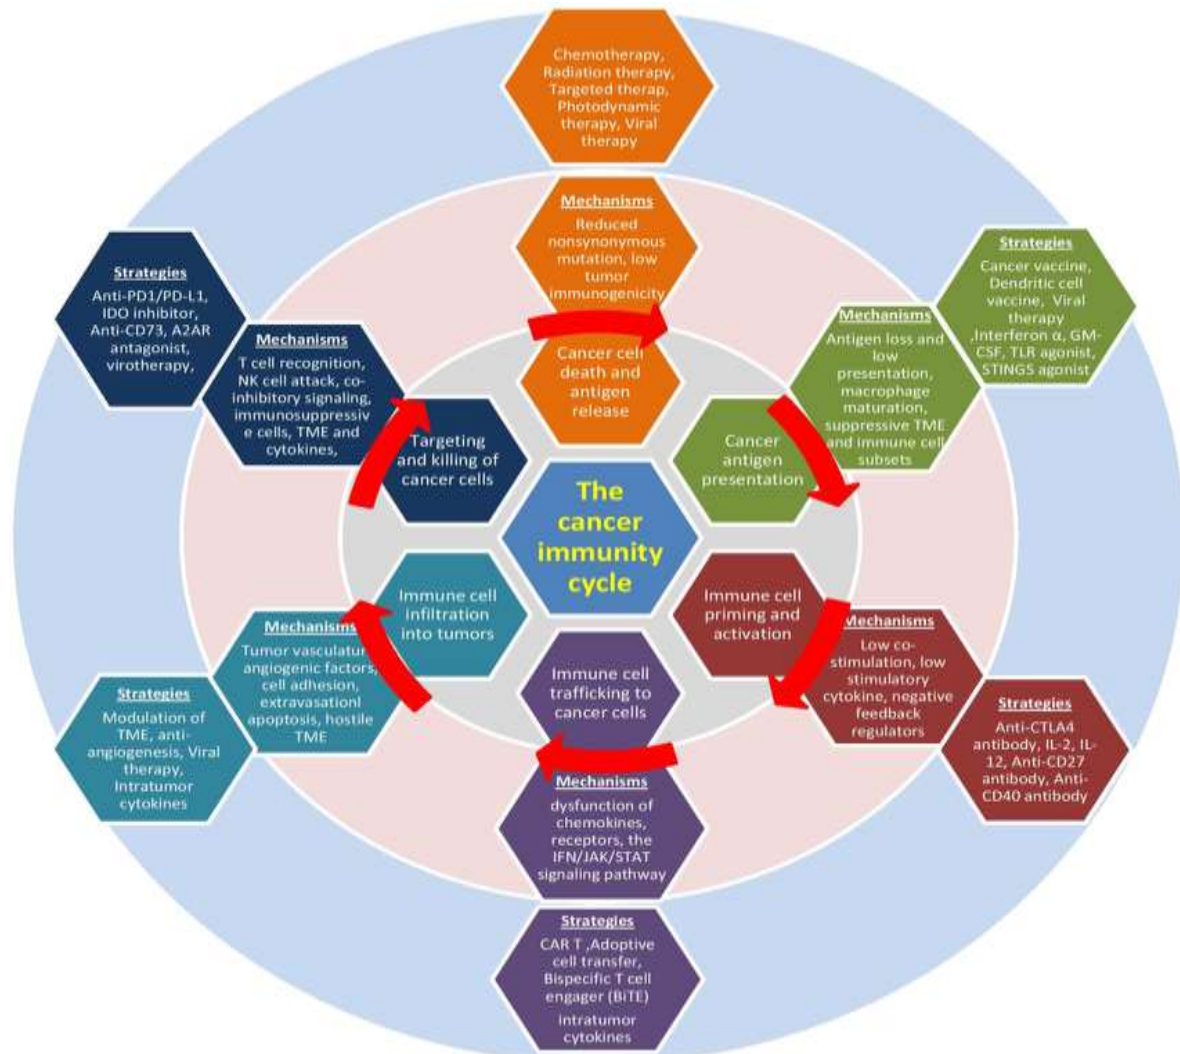 Chemotherapy,
Radiation therapy,
Targeted therap,
Photodynamic
therapy, Viral
therapy
Mechanisms
Reduced
nonsynonymous
mutation, low
tumor
immunogenicity
Cancer cell
death and
antigen
release
Strategies
Cancer vaccine,
Dendritic cell
vaccine, Viral
therapy
,Interferon α, GM-
CSF, TLR agonist,
STINGS agonist
Mechanisms
Antigen loss and
low
presentation,
macrophage
maturation,
suppressive TME
and immune cell
subsets
Cancer
antigen
presentation
Immune cell
priming and
activation
Mechanisms
Low co-
stimulation, low
stimulatory
cytokine, negative
feedback
regulators
Strategies
Anti-CTLA4
antibody, IL-2, IL-
12, Anti-CD27
antibody, Anti-
CD40 antibody
Immune cell
trafficking to
cancer cells
Mechanisms
dysfunction of
chemokines,
receptors, the
IFN/JAK/STAT
signaling pathway
Strategies
CAR T ,Adoptive
cell transfer,
Bispecific T cell
engager (BiTE)
intratumor
cytokines
Immune cell
infiltration
into tumors
Mechanisms
Tumor vasculatur
angiogenic factors,
cell adhesion,
extravasationl
apoptosis, hostile
TME
Strategies
Modulation of
TME, anti-
angiogenesis, Viral
therapy,
Intratumor
cytokines
Targeting
and killing of
cancer cells
Mechanisms
T cell recognition,
NK cell attack, co-
inhibitory signaling,
immunosuppressiv
e cells, TME and
cytokines,
Strategies
Anti-PD1/PD-L1,
IDO inhibitor,
Anti-CD73, A2AR
antagonist,
virotherapy,
The
cancer
immunity
cycle